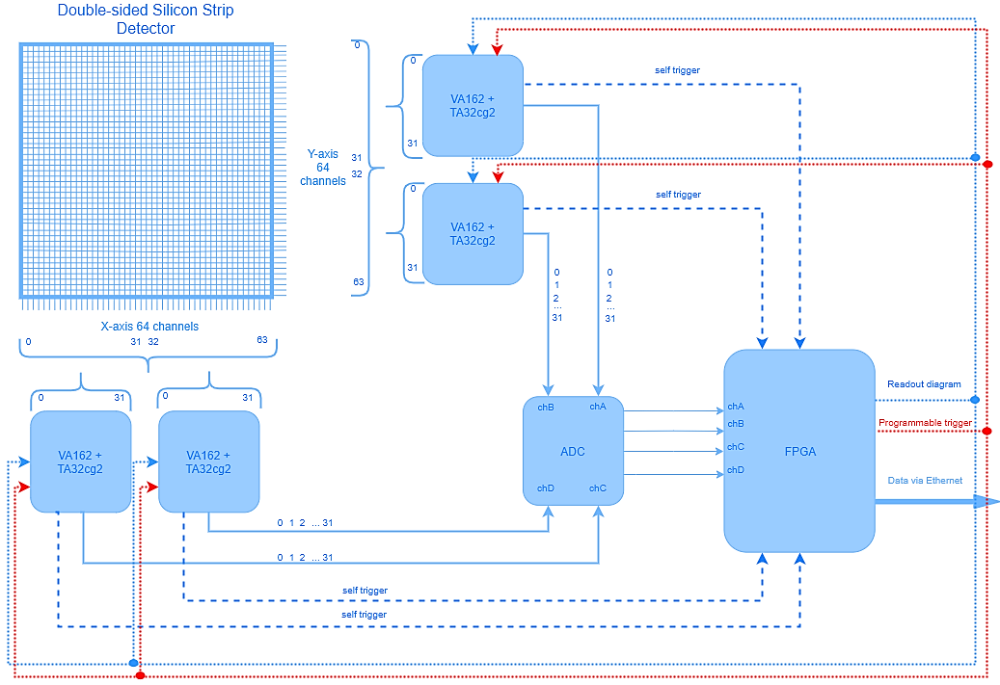 Double-sided Silicon Strip
Detector
0
31
32
63
Y-axis
64
channels
0
31
VA162 +
TA32cg2
self trigger
0
31
VA162 +
TA32cg2
self trigger
0
1
2
...
31
0
1
2
...
31
X-axis 64 channels
0
31
32
63
0
31
VA162 +
TA32cg2
0
31
VA162 +
TA32cg2
chB
chA
ADC
chD
chC
chA
chB
chC
chD
FPGA
Readout diagram
Programmable trigger
Data via Ethernet
0 1 2 ... 31
0 1 2 ... 31
self trigger
self trigger